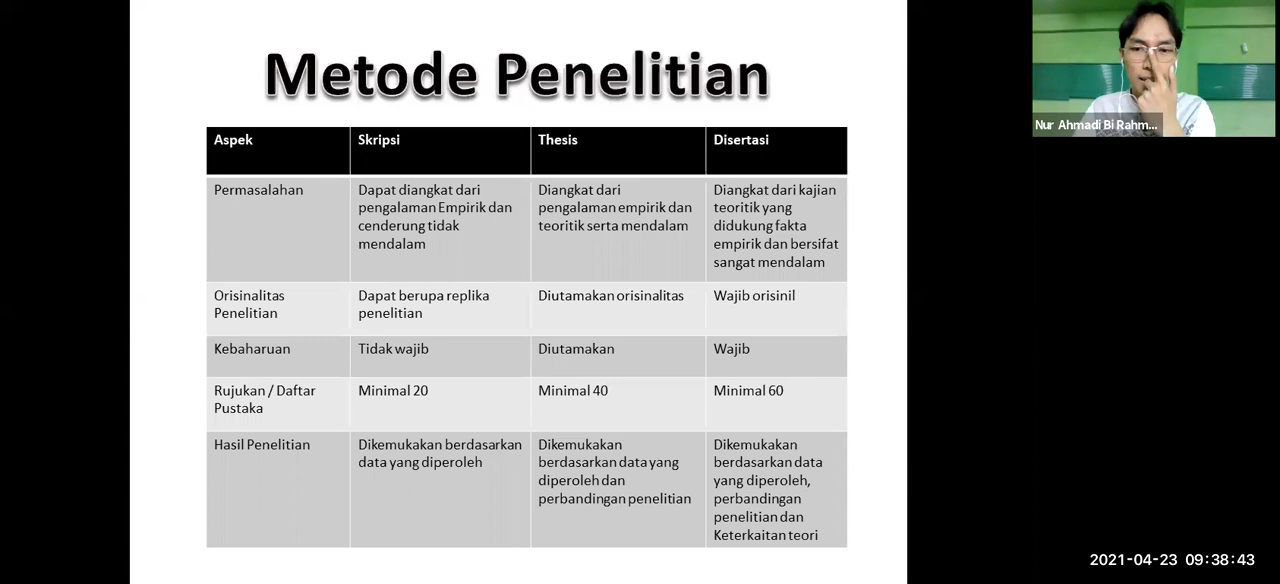 Metode Penelitian
Aspek
Skripsi
Thesis
Disertasi
Permasalahan
Dapat diangkat dari
pengalaman Empirik dan
cenderung tidak
mendalam
Diangkat dari
pengalaman empirik dan
teoritik serta mendalam
Diangkat dari kajian
teoritik yang
didukung fakta
empirik dan bersifat
sangat mendalam
Orisinalitas
Penelitian
Dapat berupa replika
penelitian
Diutamakan orisinalitas
Wajib orisinil
Kebaharuan
Tidak wajib
Diutamakan
Wajib
Rujukan / Daftar
Pustaka
Minimal 20
Minimal 40
Minimal 60
Hasil Penelitian
Dikemukakan berdasarkan
data yang diperoleh
Dikemukakan
berdasarkan data yang
diperoleh dan
perbandingan penelitian
Dikemukakan
berdasarkan data
yang diperoleh,
perbandingan
penelitian dan
Keterkaitan teori
Nur Ahmadi Bi Rahm...
2021-04-23 09:38:43